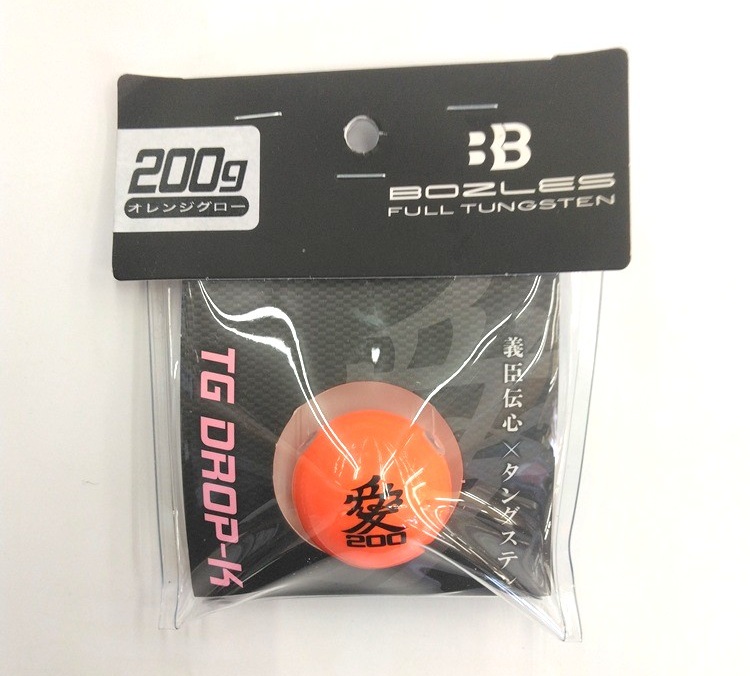 200g
オレンジグロー
BOZLES
FULL TUNGSTEN
TG DROP-K
義臣伝心×タングステン
愛
200